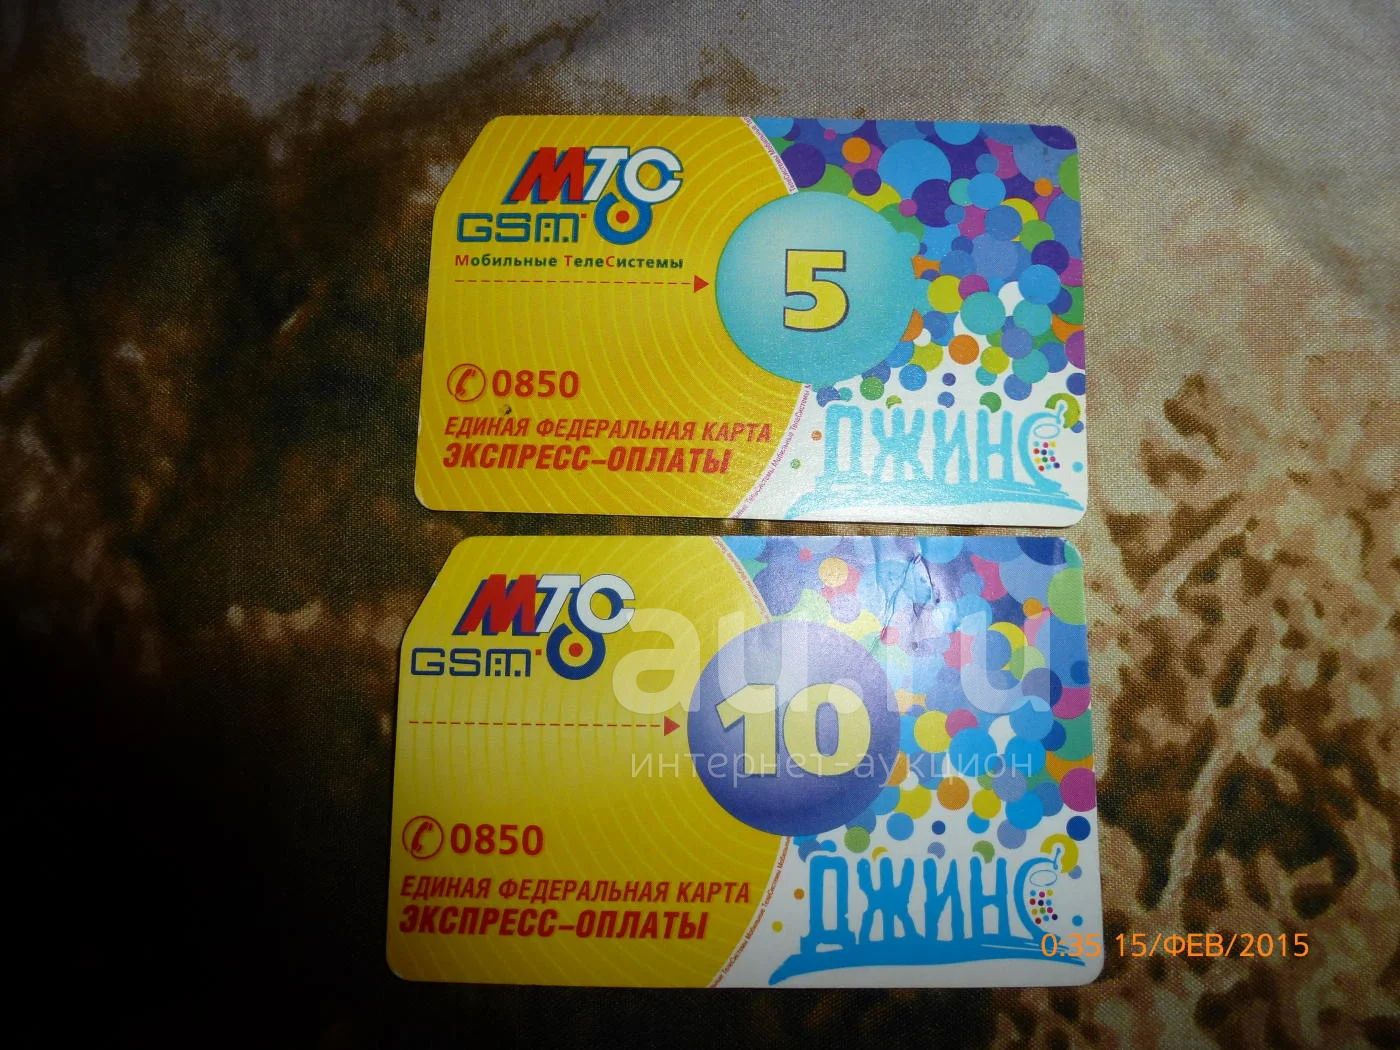 МТС
GSM
Мобильные ТелеСистемы
5
0850
ЕДИНАЯ ФЕДЕРАЛЬНАЯ КАРТА
ЭКСПРЕСС-ОПЛАТЫ
ДЖИНС
МТС
GSM
au.ru
10
интернет-аукцион
0850
ЕДИНАЯ ФЕДЕРАЛЬНАЯ КАРТА
ЭКСПРЕСС-ОПЛАТЫ
ДЖИНС
0:35 15/ФЕВ/2015